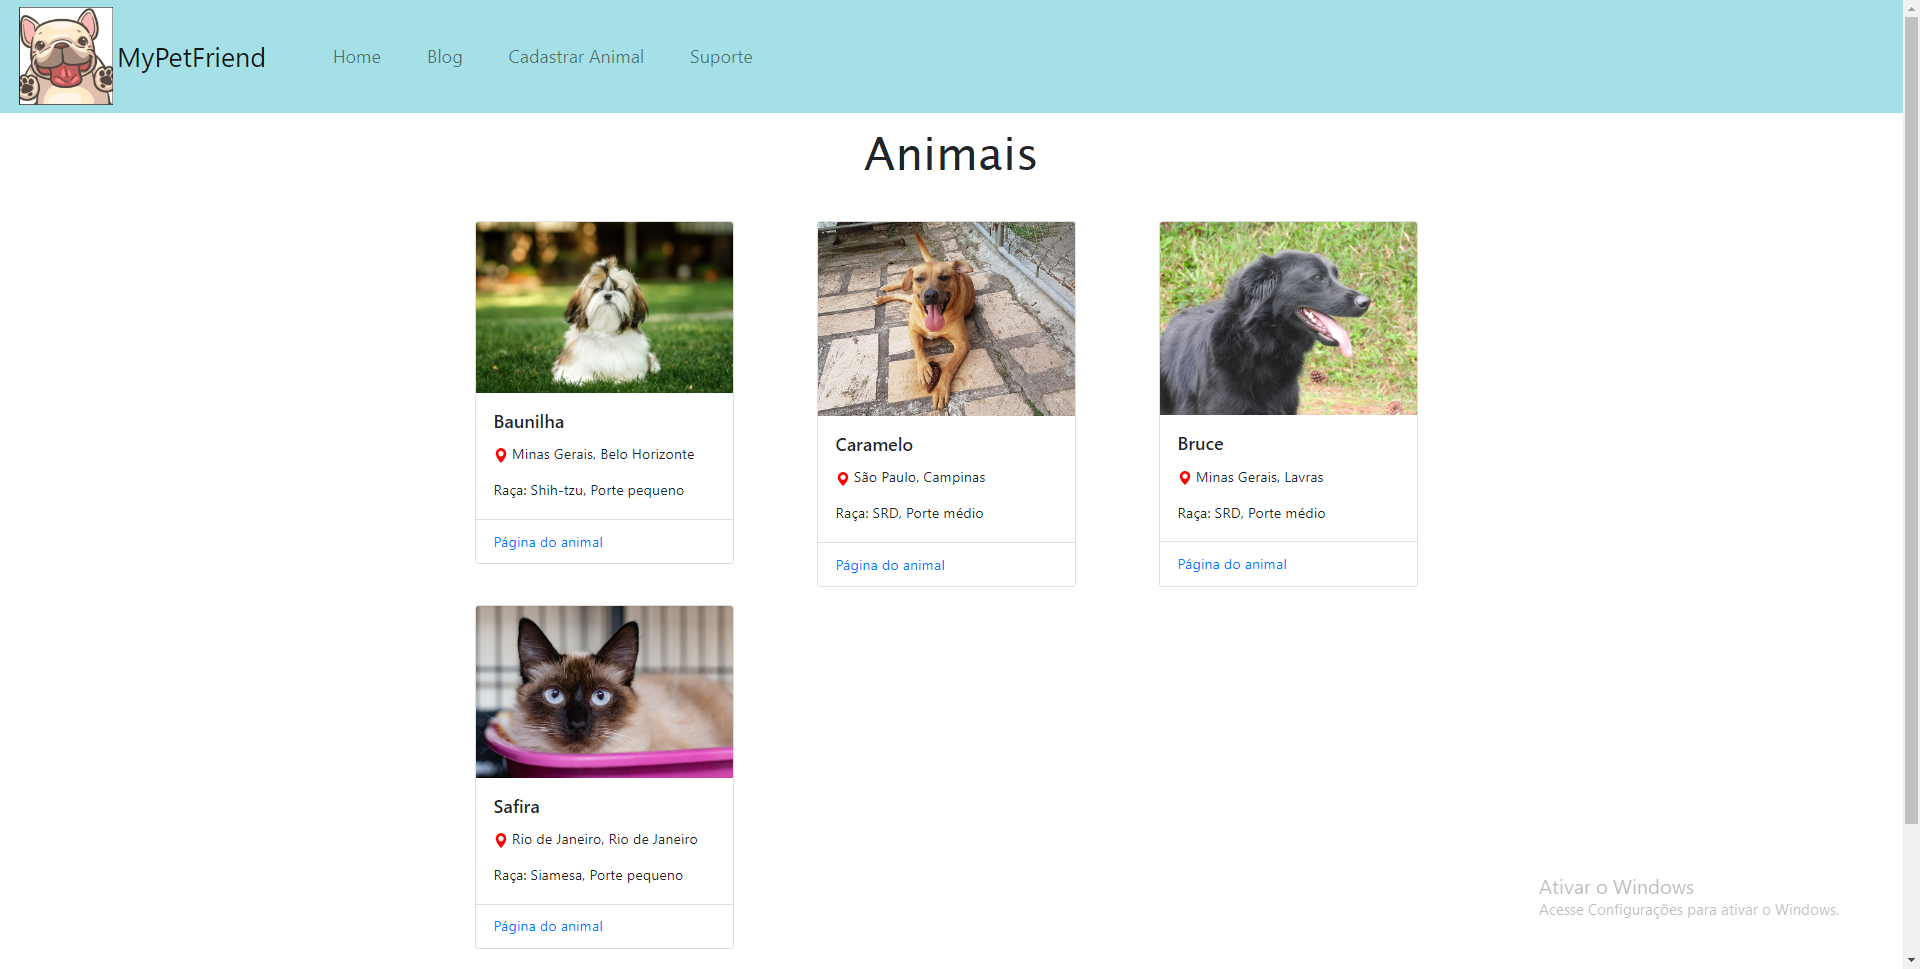 MyPetFriend
Home
Blog
Cadastrar Animal
Suporte
Animais
Baunilha
Minas Gerais, Belo Horizonte
Raça: Shih-tzu, Porte pequeno
Página do animal
Caramelo
São Paulo, Campinas
Raça: SRD, Porte médio
Página do animal
Bruce
Minas Gerais, Lavras
Raça: SRD, Porte médio
Página do animal
Safira
Rio de Janeiro, Rio de Janeiro
Raça: Siamesa, Porte pequeno
Página do animal
Ativar o Windows
Acesse Configurações para ativar o Windows.